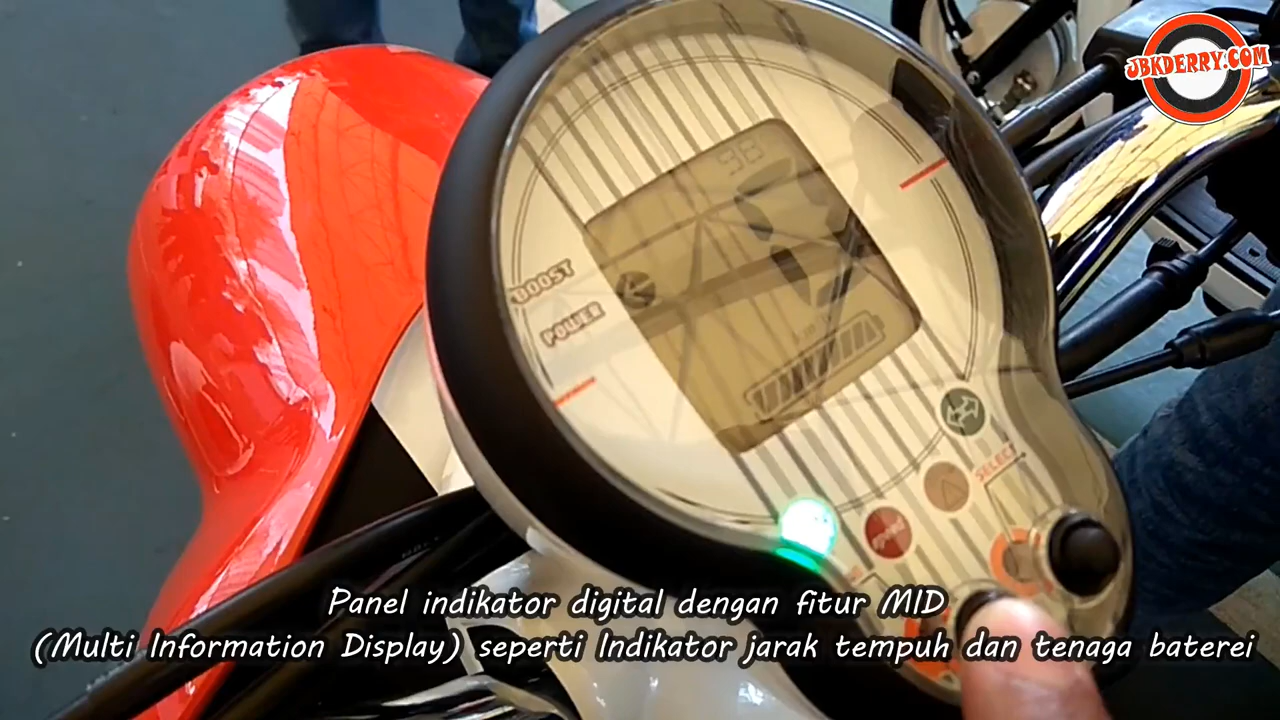 JBKDERRY.COM
98
BOOST
POWER
SELECT
Panel indikator digital dengan fitur MID
(Multi Information Display) seperti Indikator jarak tempuh dan tenaga baterei